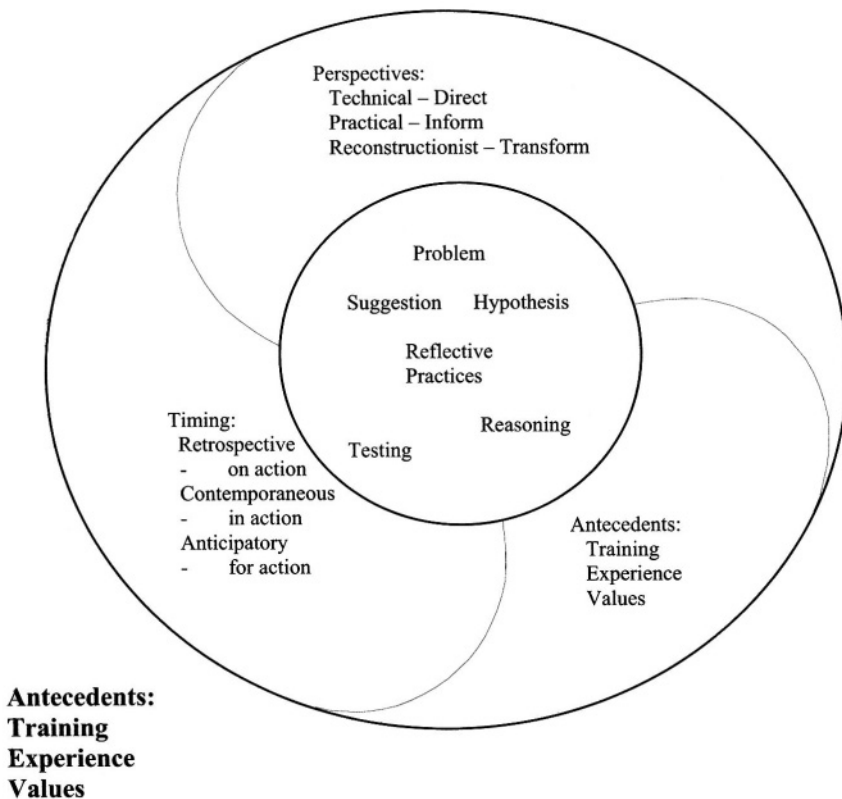 Perspectives:
Technical – Direct
Practical – Inform
Reconstructionist – Transform
Problem
Suggestion Hypothesis
Reflective
Practices
Reasoning
Testing
Timing:
Retrospective
- on action
Contemporaneous
- in action
Anticipatory
- for action
Antecedents:
Training
Experience
Values
Antecedents:
Training
Experience
Values